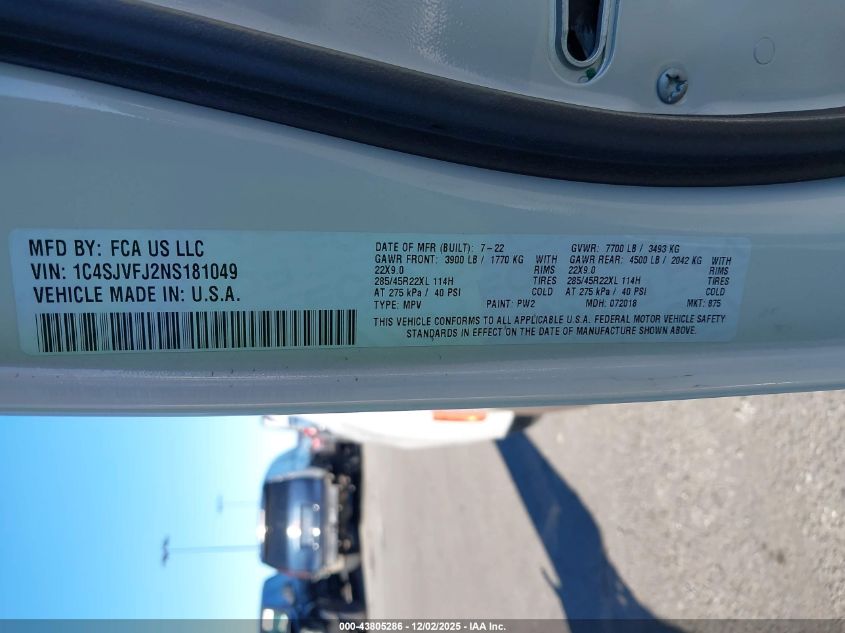 MFD BY: FCA US LLC
VIN: 1C4SJVFJ2NS181049
VEHICLE MADE IN: U.S.A.
DATE OF MFR (BUILT): 7-22 GVWR: 7700 LB / 3493 KG
GAWR FRONT: 3900 LB / 1770 KG WITH GAWR REAR: 4500 LB / 2042 KG WITH
22X9.0 RIMS 22X9.0 RIMS
285/45R22XL 114H TIRES 285/45R22XL 114H TIRES
AT 275 kPa / 40 PSI COLD AT 275 kPa / 40 PSI COLD
TYPE: MPV PAINT: PW2 MDH: 072018 MKT: 875
THIS VEHICLE CONFORMS TO ALL APPLICABLE U.S.A. FEDERAL MOTOR VEHICLE SAFETY
STANDARDS IN EFFECT ON THE DATE OF MANUFACTURE SHOWN ABOVE.
000-43805286 - 12/02/2025 - IAA Inc.